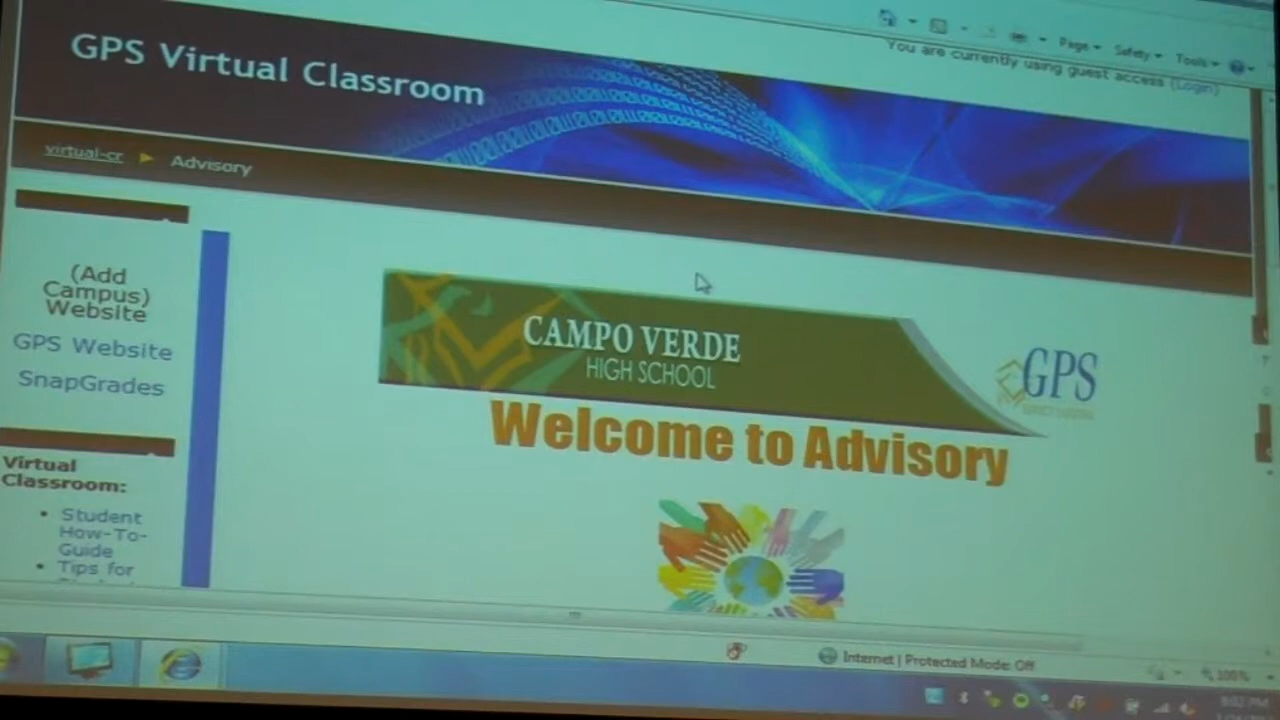 Page
Safety
Tools
GPS Virtual Classroom
You are currently using guest access (Login)
virtual-cr ► Advisory
(Add
Campus)
Website
GPS Website
SnapGrades
CAMPO VERDE
HIGH SCHOOL
GPS
Welcome to Advisory
Virtual
Classroom:
• Student
How-To-
Guide
• Tips for
Internet | Protected Mode: Off
100%